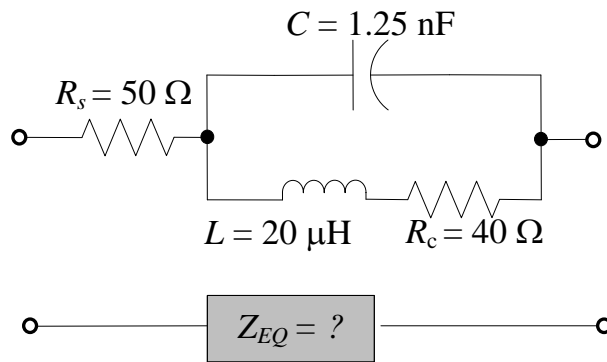 C = 1.25 nF
Rs = 50 Ω
L = 20 μH
Rc = 40 Ω
ZEQ = ?